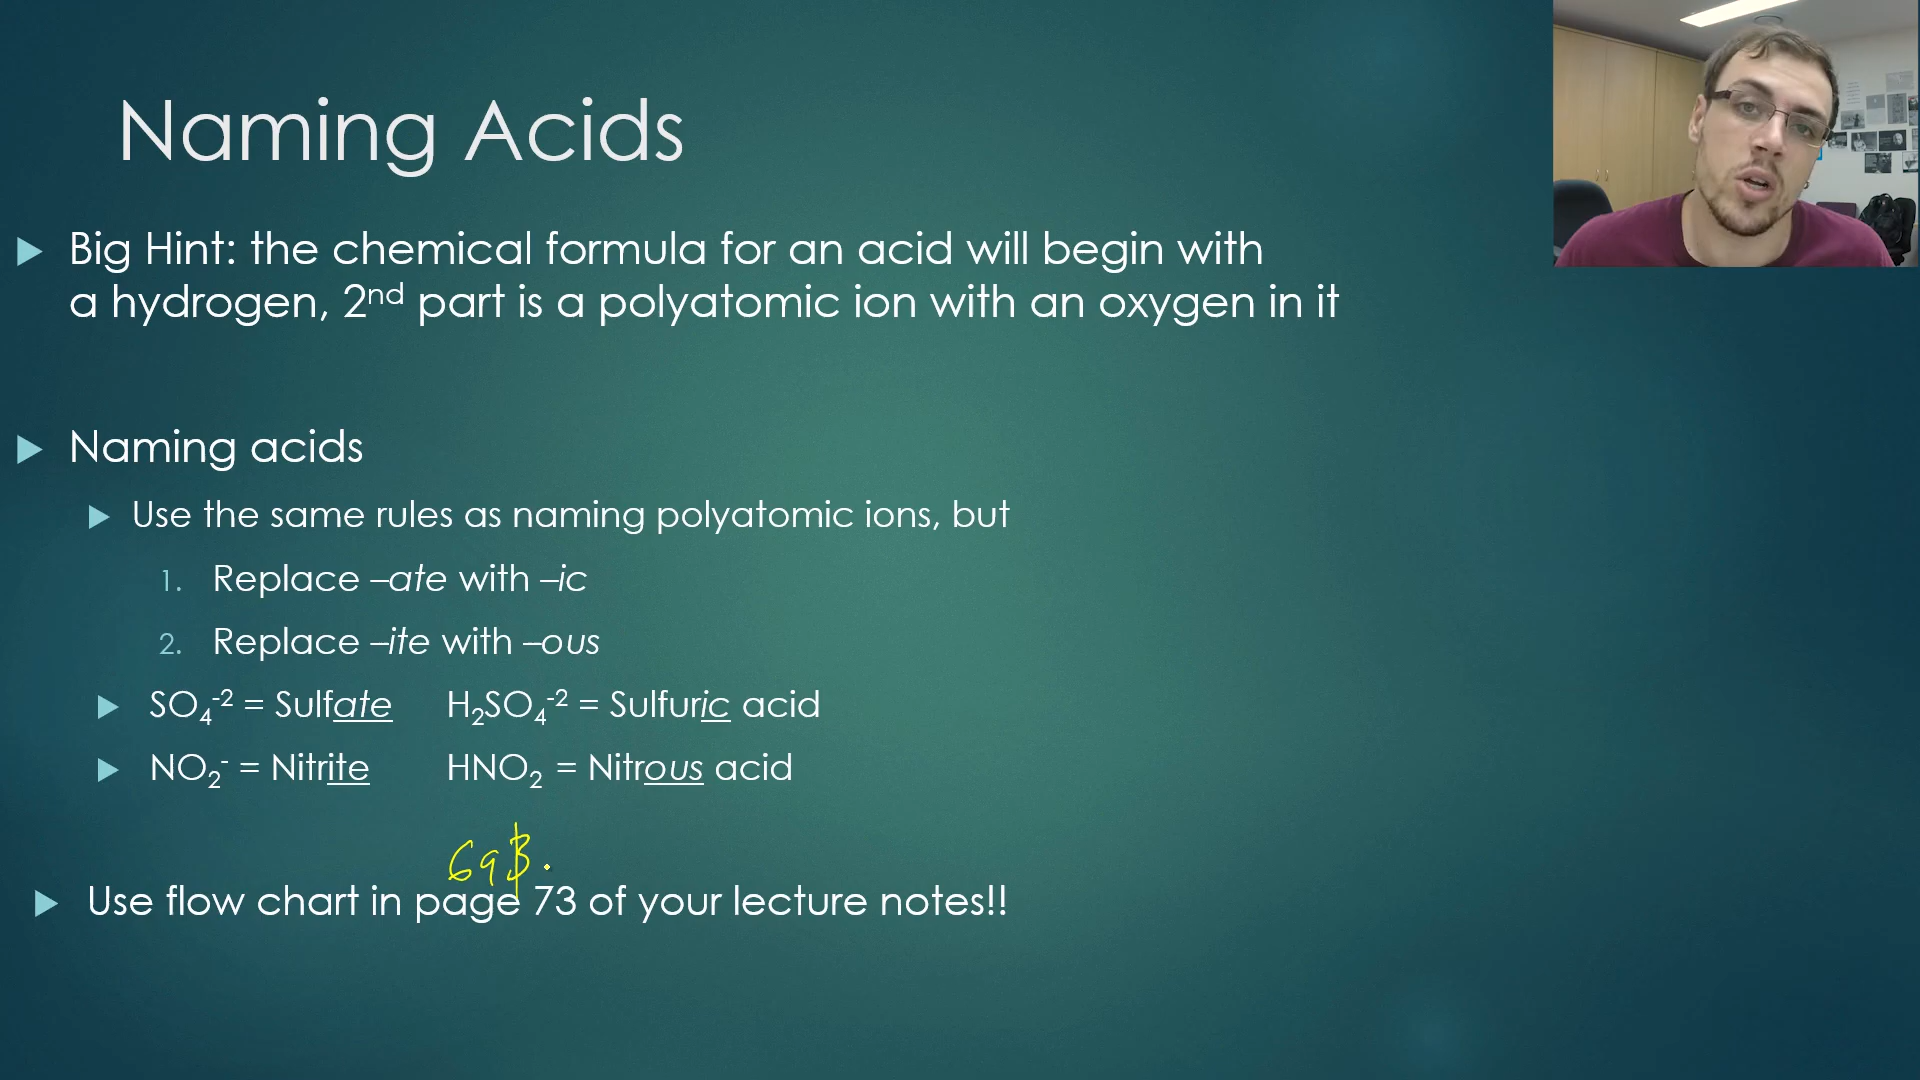 Naming Acids
Big Hint: the chemical formula for an acid will begin with
a hydrogen, 2nd part is a polyatomic ion with an oxygen in it
Naming acids
Use the same rules as naming polyatomic ions, but
1. Replace –ate with –ic
2. Replace –ite with –ous
SO4-2 = Sulfate H2SO4-2 = Sulfuric acid
NO2- = Nitrite HNO2 = Nitrous acid
Use flow chart in page 73 of your lecture notes!!